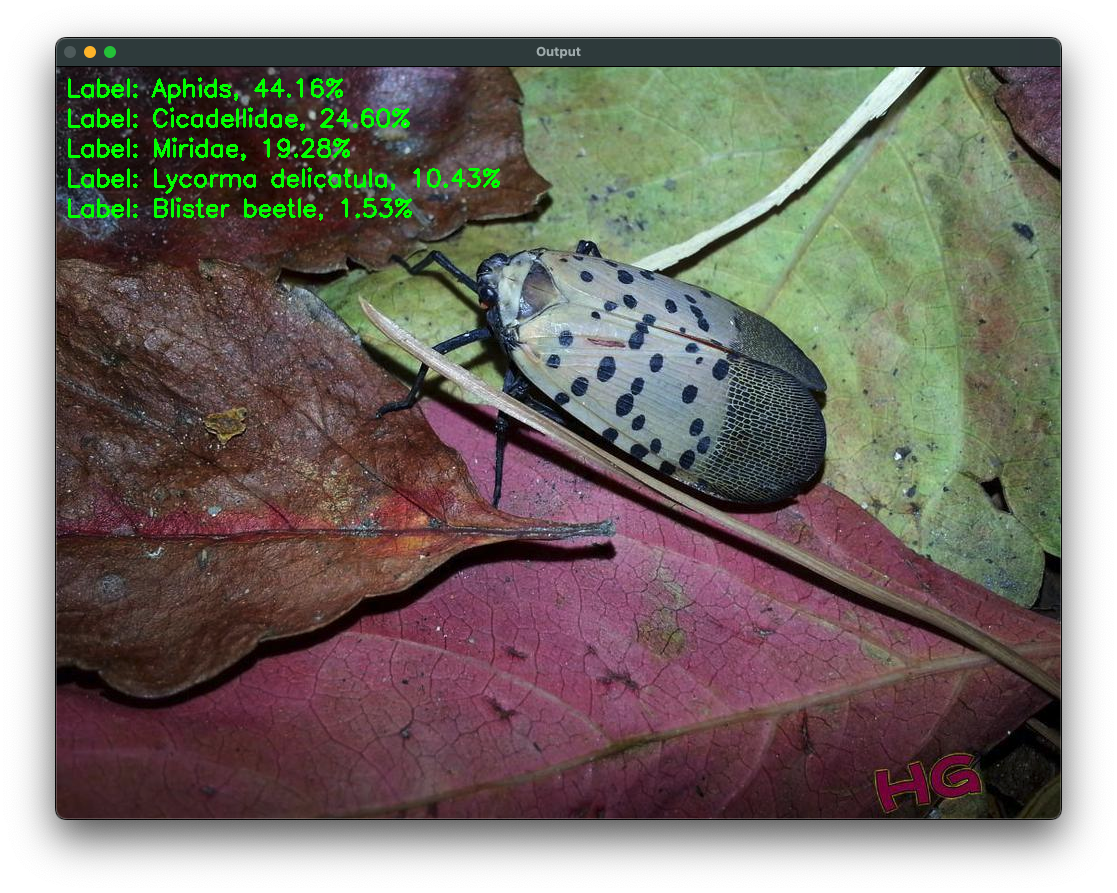 Output
Label: Aphids, 44.16%
Label: Cicadellidae, 24.60%
Label: Miridae, 19.28%
Label: Lycorma delicatula, 10.43%
Label: Blister beetle, 1.53%
HG